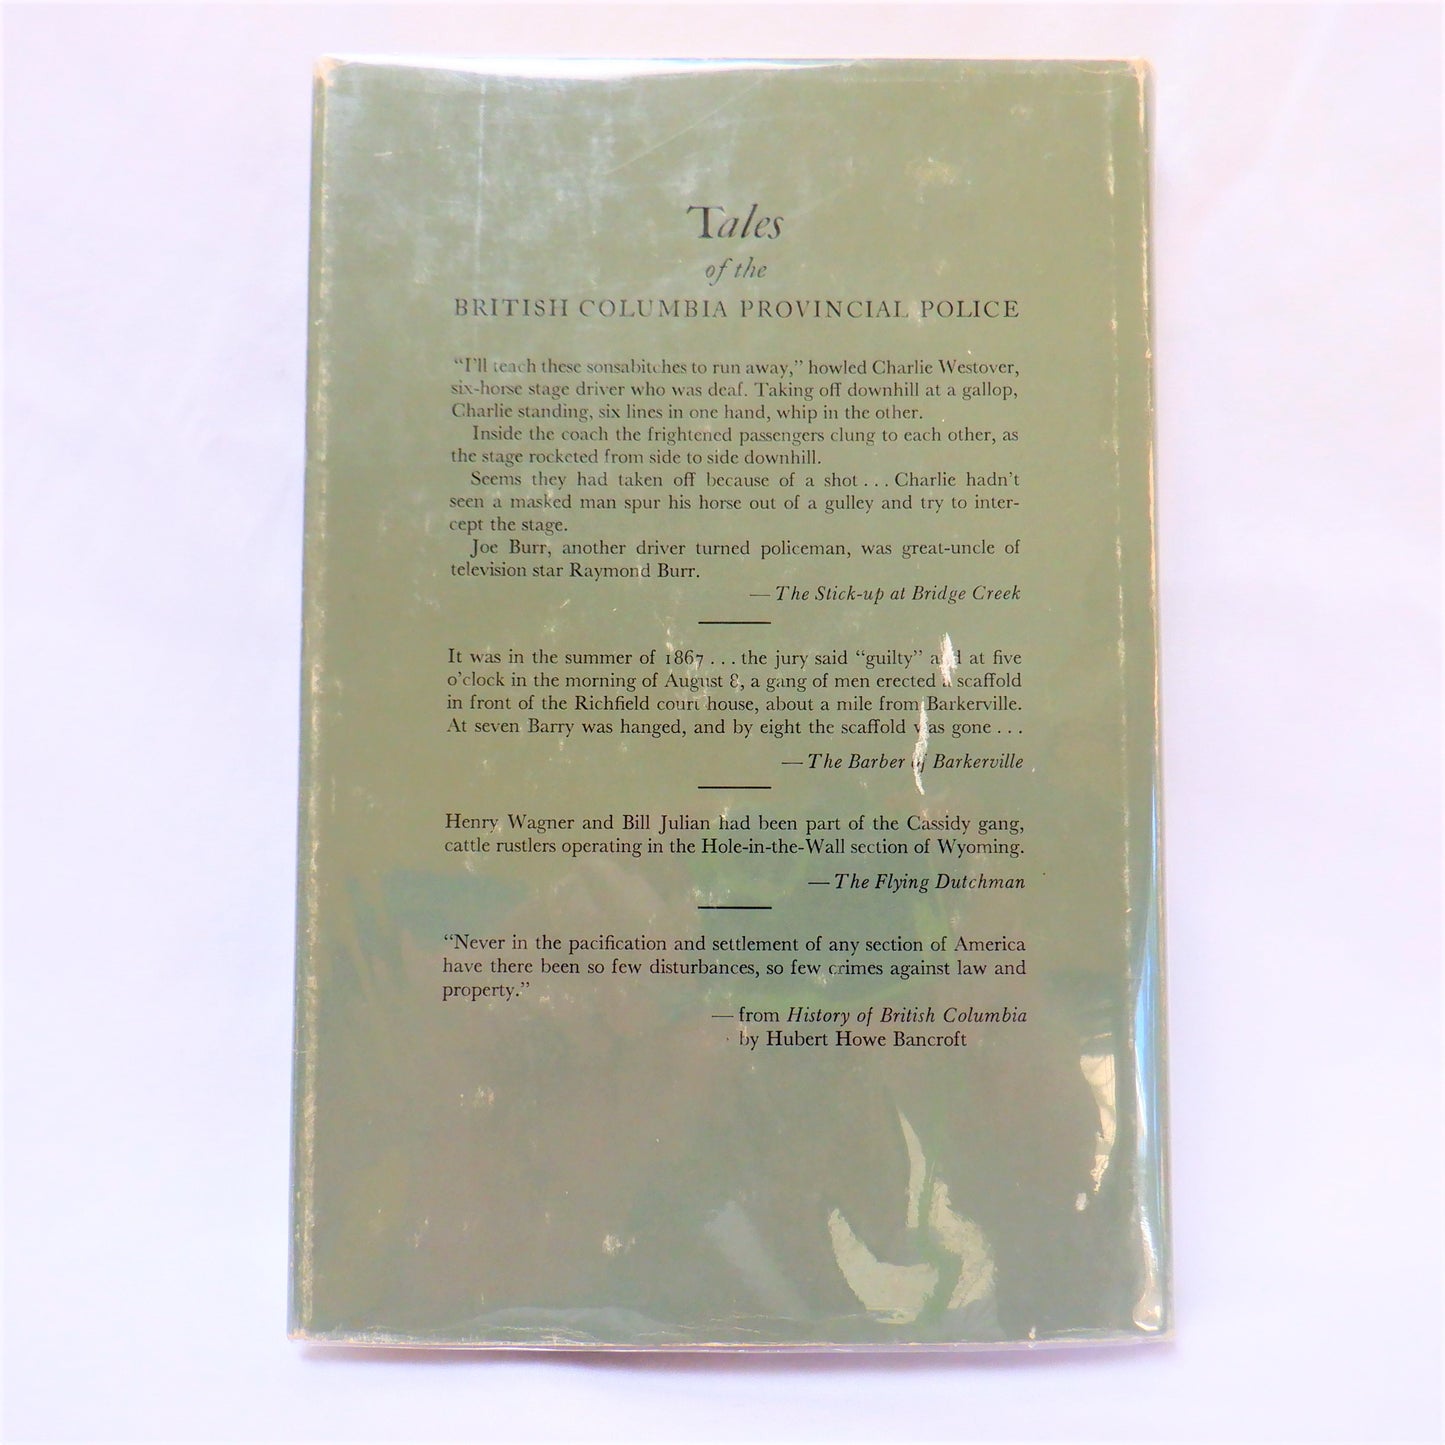 Tales
of the
BRITISH COLUMBIA PROVINCIAL POLICE
“I’ll teach these sonsabitches to run away,” howled Charlie Westover,
six-horse stage driver who was deaf. Taking off downhill at a gallop,
Charlie standing, six lines in one hand, whip in the other.
Inside the coach the frightened passengers clung to each other, as
the stage rocketed from side to side downhill.
Seems they had taken off because of a shot . . . Charlie hadn’t
seen a masked man spur his horse out of a gulley and try to inter-
cept the stage.
Joe Burr, another driver turned policeman, was great-uncle of
television star Raymond Burr.
— The Stick-up at Bridge Creek
It was in the summer of 1867 . . . the jury said “guilty” and at five
o’clock in the morning of August 8, a gang of men erected a scaffold
in front of the Richfield court house, about a mile from Barkerville.
At seven Barry was hanged, and by eight the scaffold was gone . . .
— The Barber of Barkerville
Henry Wagner and Bill Julian had been part of the Cassidy gang,
cattle rustlers operating in the Hole-in-the-Wall section of Wyoming.
— The Flying Dutchman
“Never in the pacification and settlement of any section of America
have there been so few disturbances, so few crimes against law and
property.”
— from History of British Columbia
by Hubert Howe Bancroft